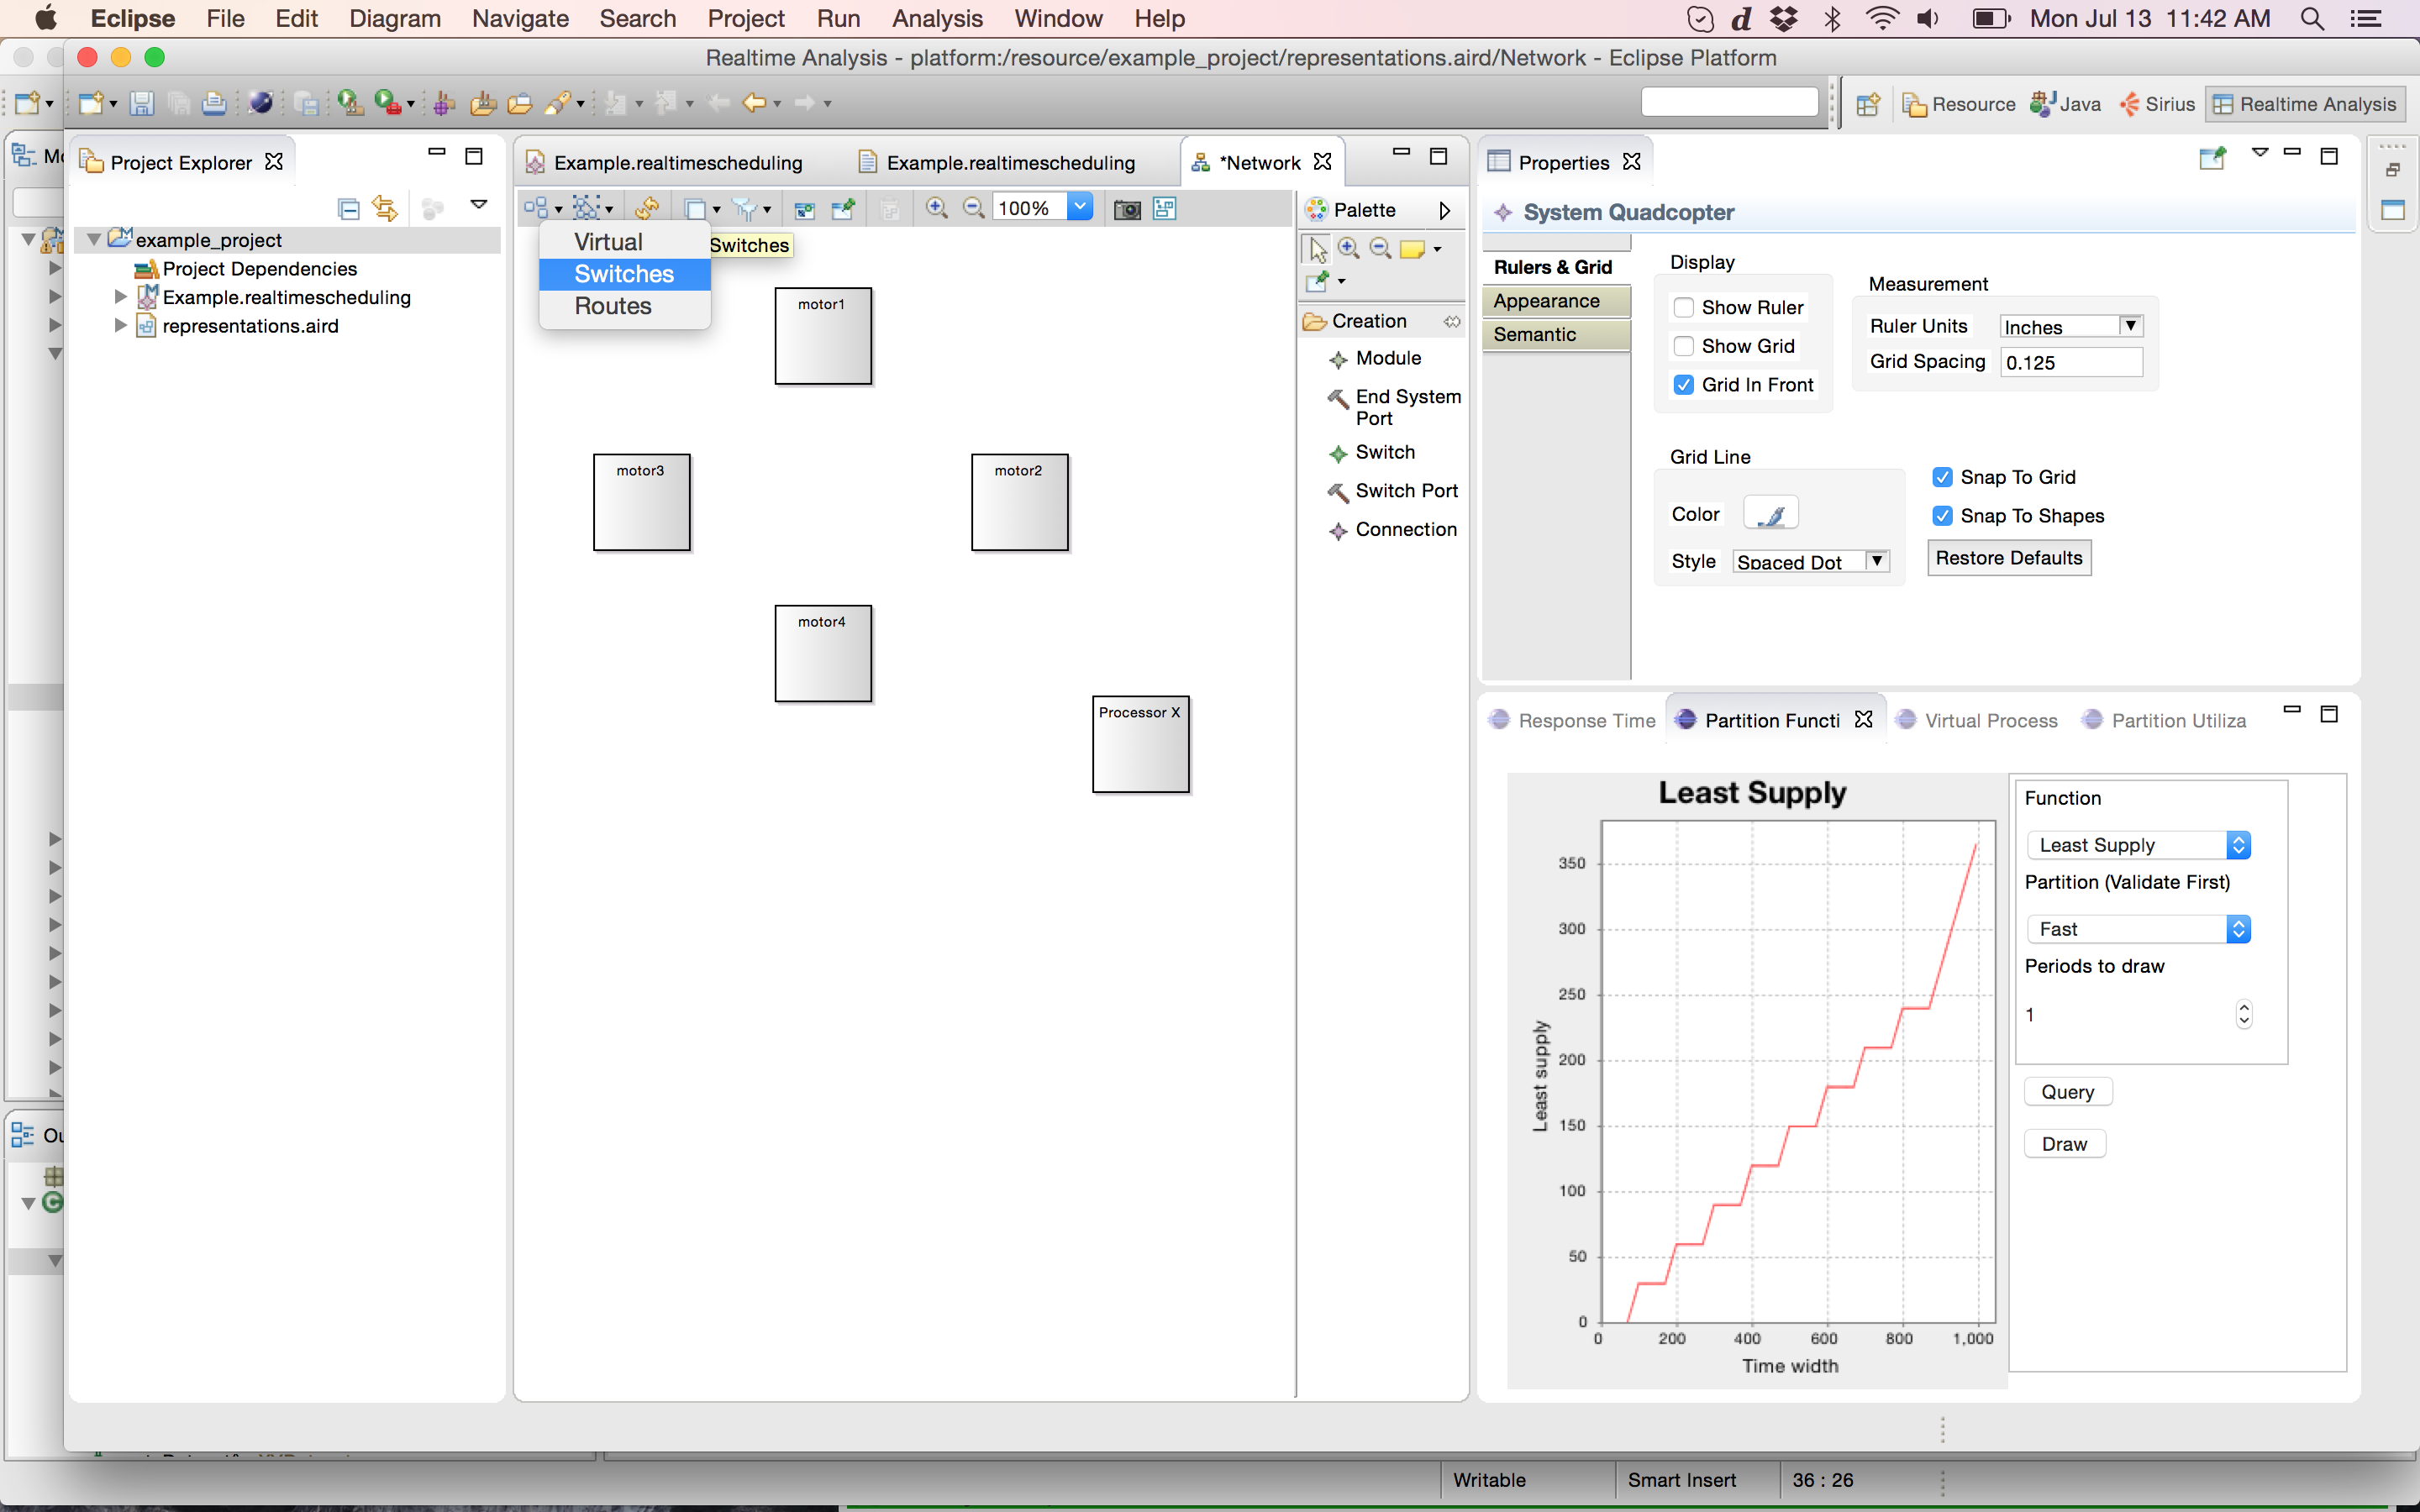 Eclipse File Edit Diagram Navigate Search Project Run Analysis Window Help
d Mon Jul 13 11:42 AM
Realtime Analysis - platform:/resource/example_project/representations.aird/Network - Eclipse Platform
Resource Java Sirius Realtime Analysis
Project Explorer
example_project
Project Dependencies
Example.realtimescheduling
representations.aird
Example.realtimescheduling Example.realtimescheduling *Network
100%
Virtual
Switches
Routes
Switches
motor1
motor3
motor2
motor4
Processor X
Palette
Creation
Module
End System
Port
Switch
Switch Port
Connection
Properties
System Quadcopter
Rulers & Grid
Appearance
Semantic
Display
Show Ruler
Show Grid
Grid In Front
Measurement
Ruler Units Inches
Grid Spacing 0.125
Grid Line
Color
Style Spaced Dot
Snap To Grid
Snap To Shapes
Restore Defaults
Response Time Partition Functi Virtual Process Partition Utiliza
Least Supply
Least supply
350
300
250
200
150
100
50
0
0 200 400 600 800 1,000
Time width
Function
Least Supply
Partition (Validate First)
Fast
Periods to draw
1
Query
Draw
Writable Smart Insert 36 : 26